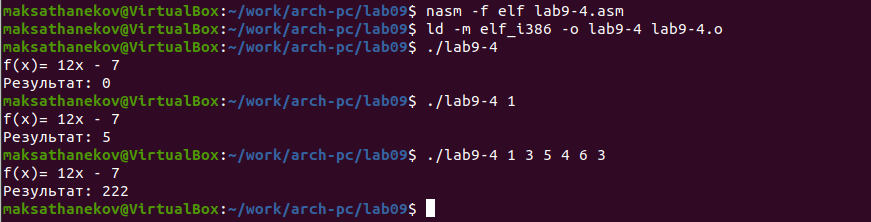 maksathanekov@VirtualBox:~/work/arch-pc/lab09$ nasm -f elf lab9-4.asm
maksathanekov@VirtualBox:~/work/arch-pc/lab09$ ld -m elf_i386 -o lab9-4 lab9-4.o
maksathanekov@VirtualBox:~/work/arch-pc/lab09$ ./lab9-4
f(x)= 12x - 7
Результат: 0
maksathanekov@VirtualBox:~/work/arch-pc/lab09$ ./lab9-4 1
f(x)= 12x - 7
Результат: 5
maksathanekov@VirtualBox:~/work/arch-pc/lab09$ ./lab9-4 1 3 5 4 6 3
f(x)= 12x - 7
Результат: 222
maksathanekov@VirtualBox:~/work/arch-pc/lab09$